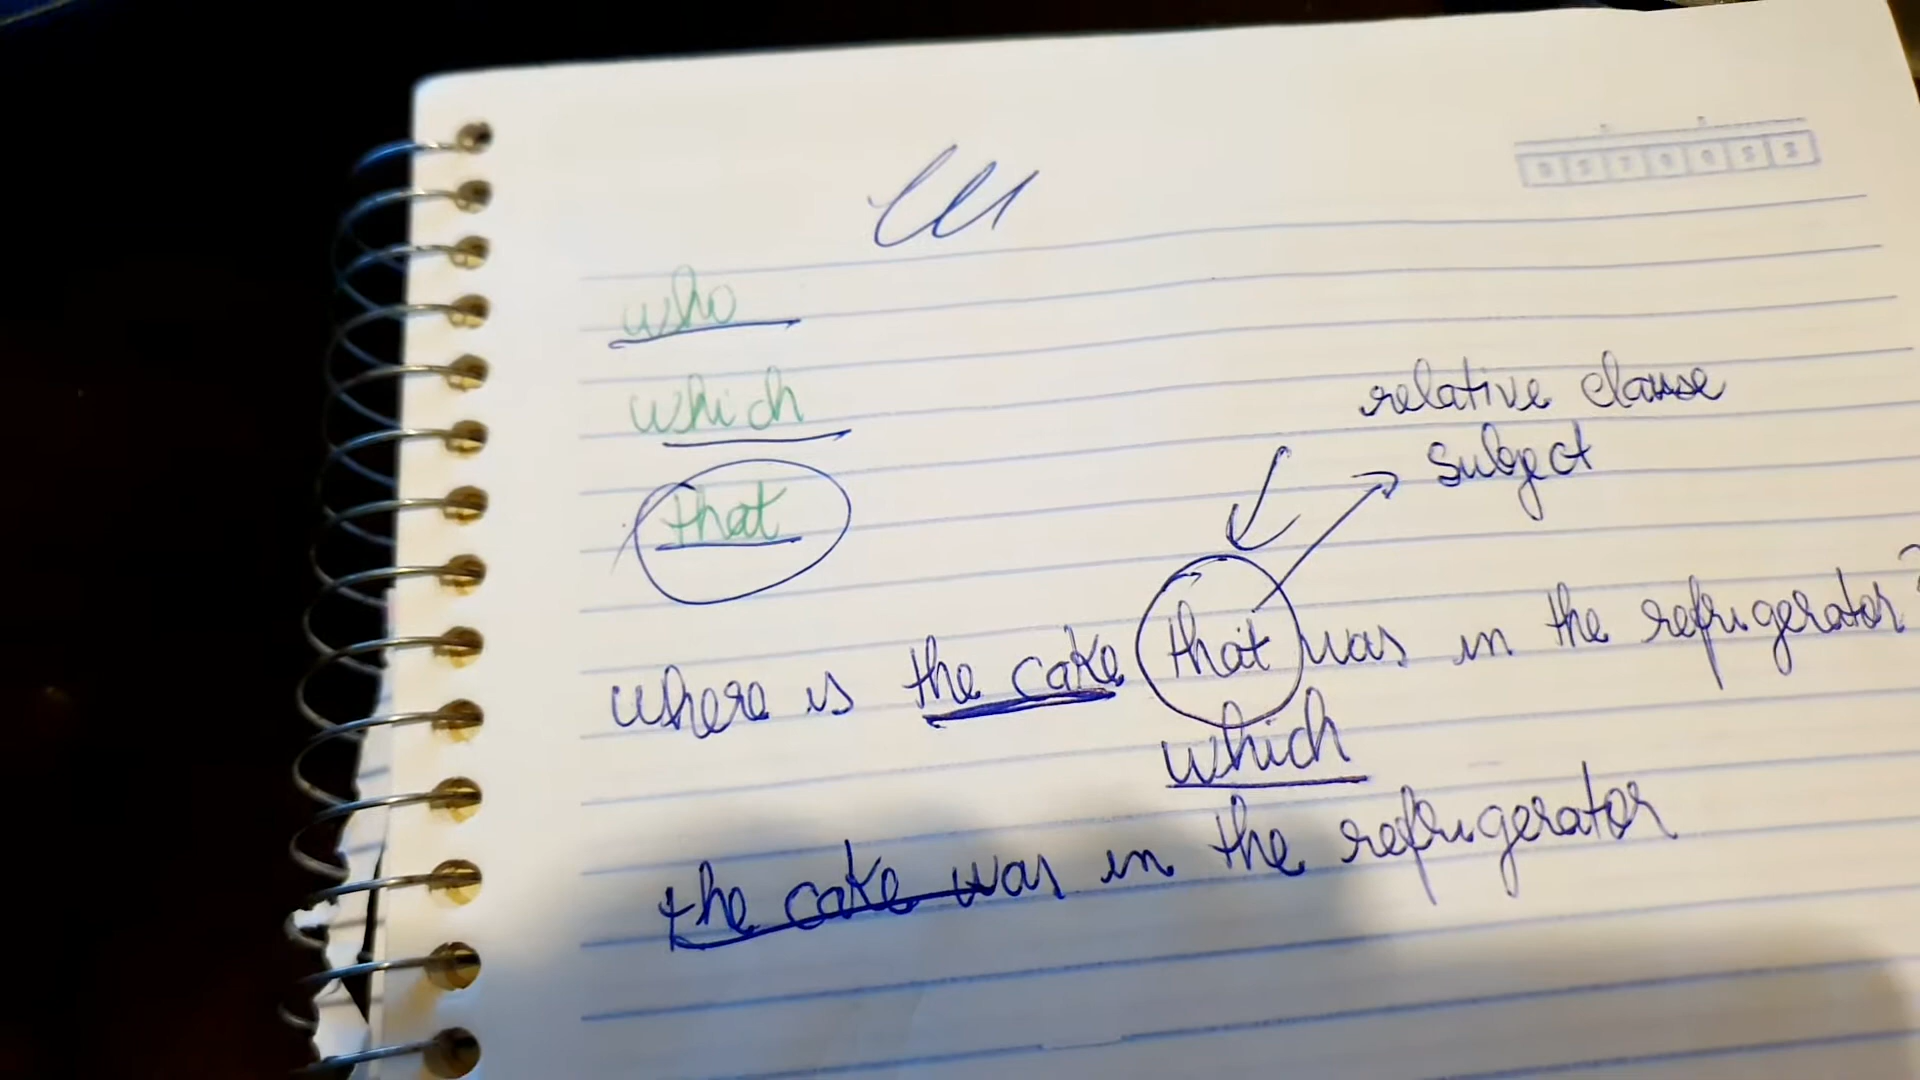 who
which
that
relative clause
subject
where is the cake that was in the refrigerator?
which
the cake was in the refrigerator